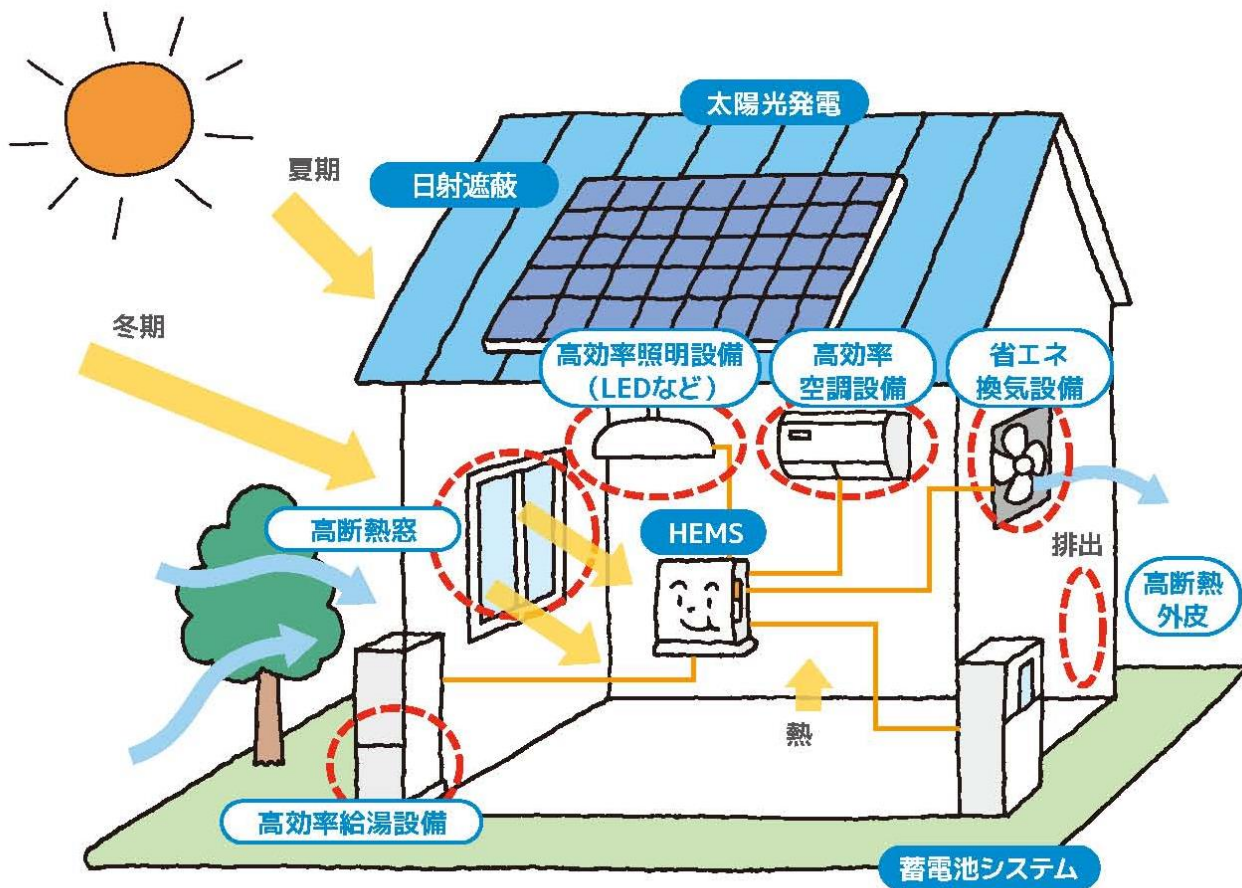 太陽光発電
夏期
日射遮蔽
冬期
高効率照明設備
(LEDなど)
高効率
空調設備
省エネ
換気設備
高断熱窓
HEMS
排出
高断熱
外皮
熱
高効率給湯設備
蓄電池システム